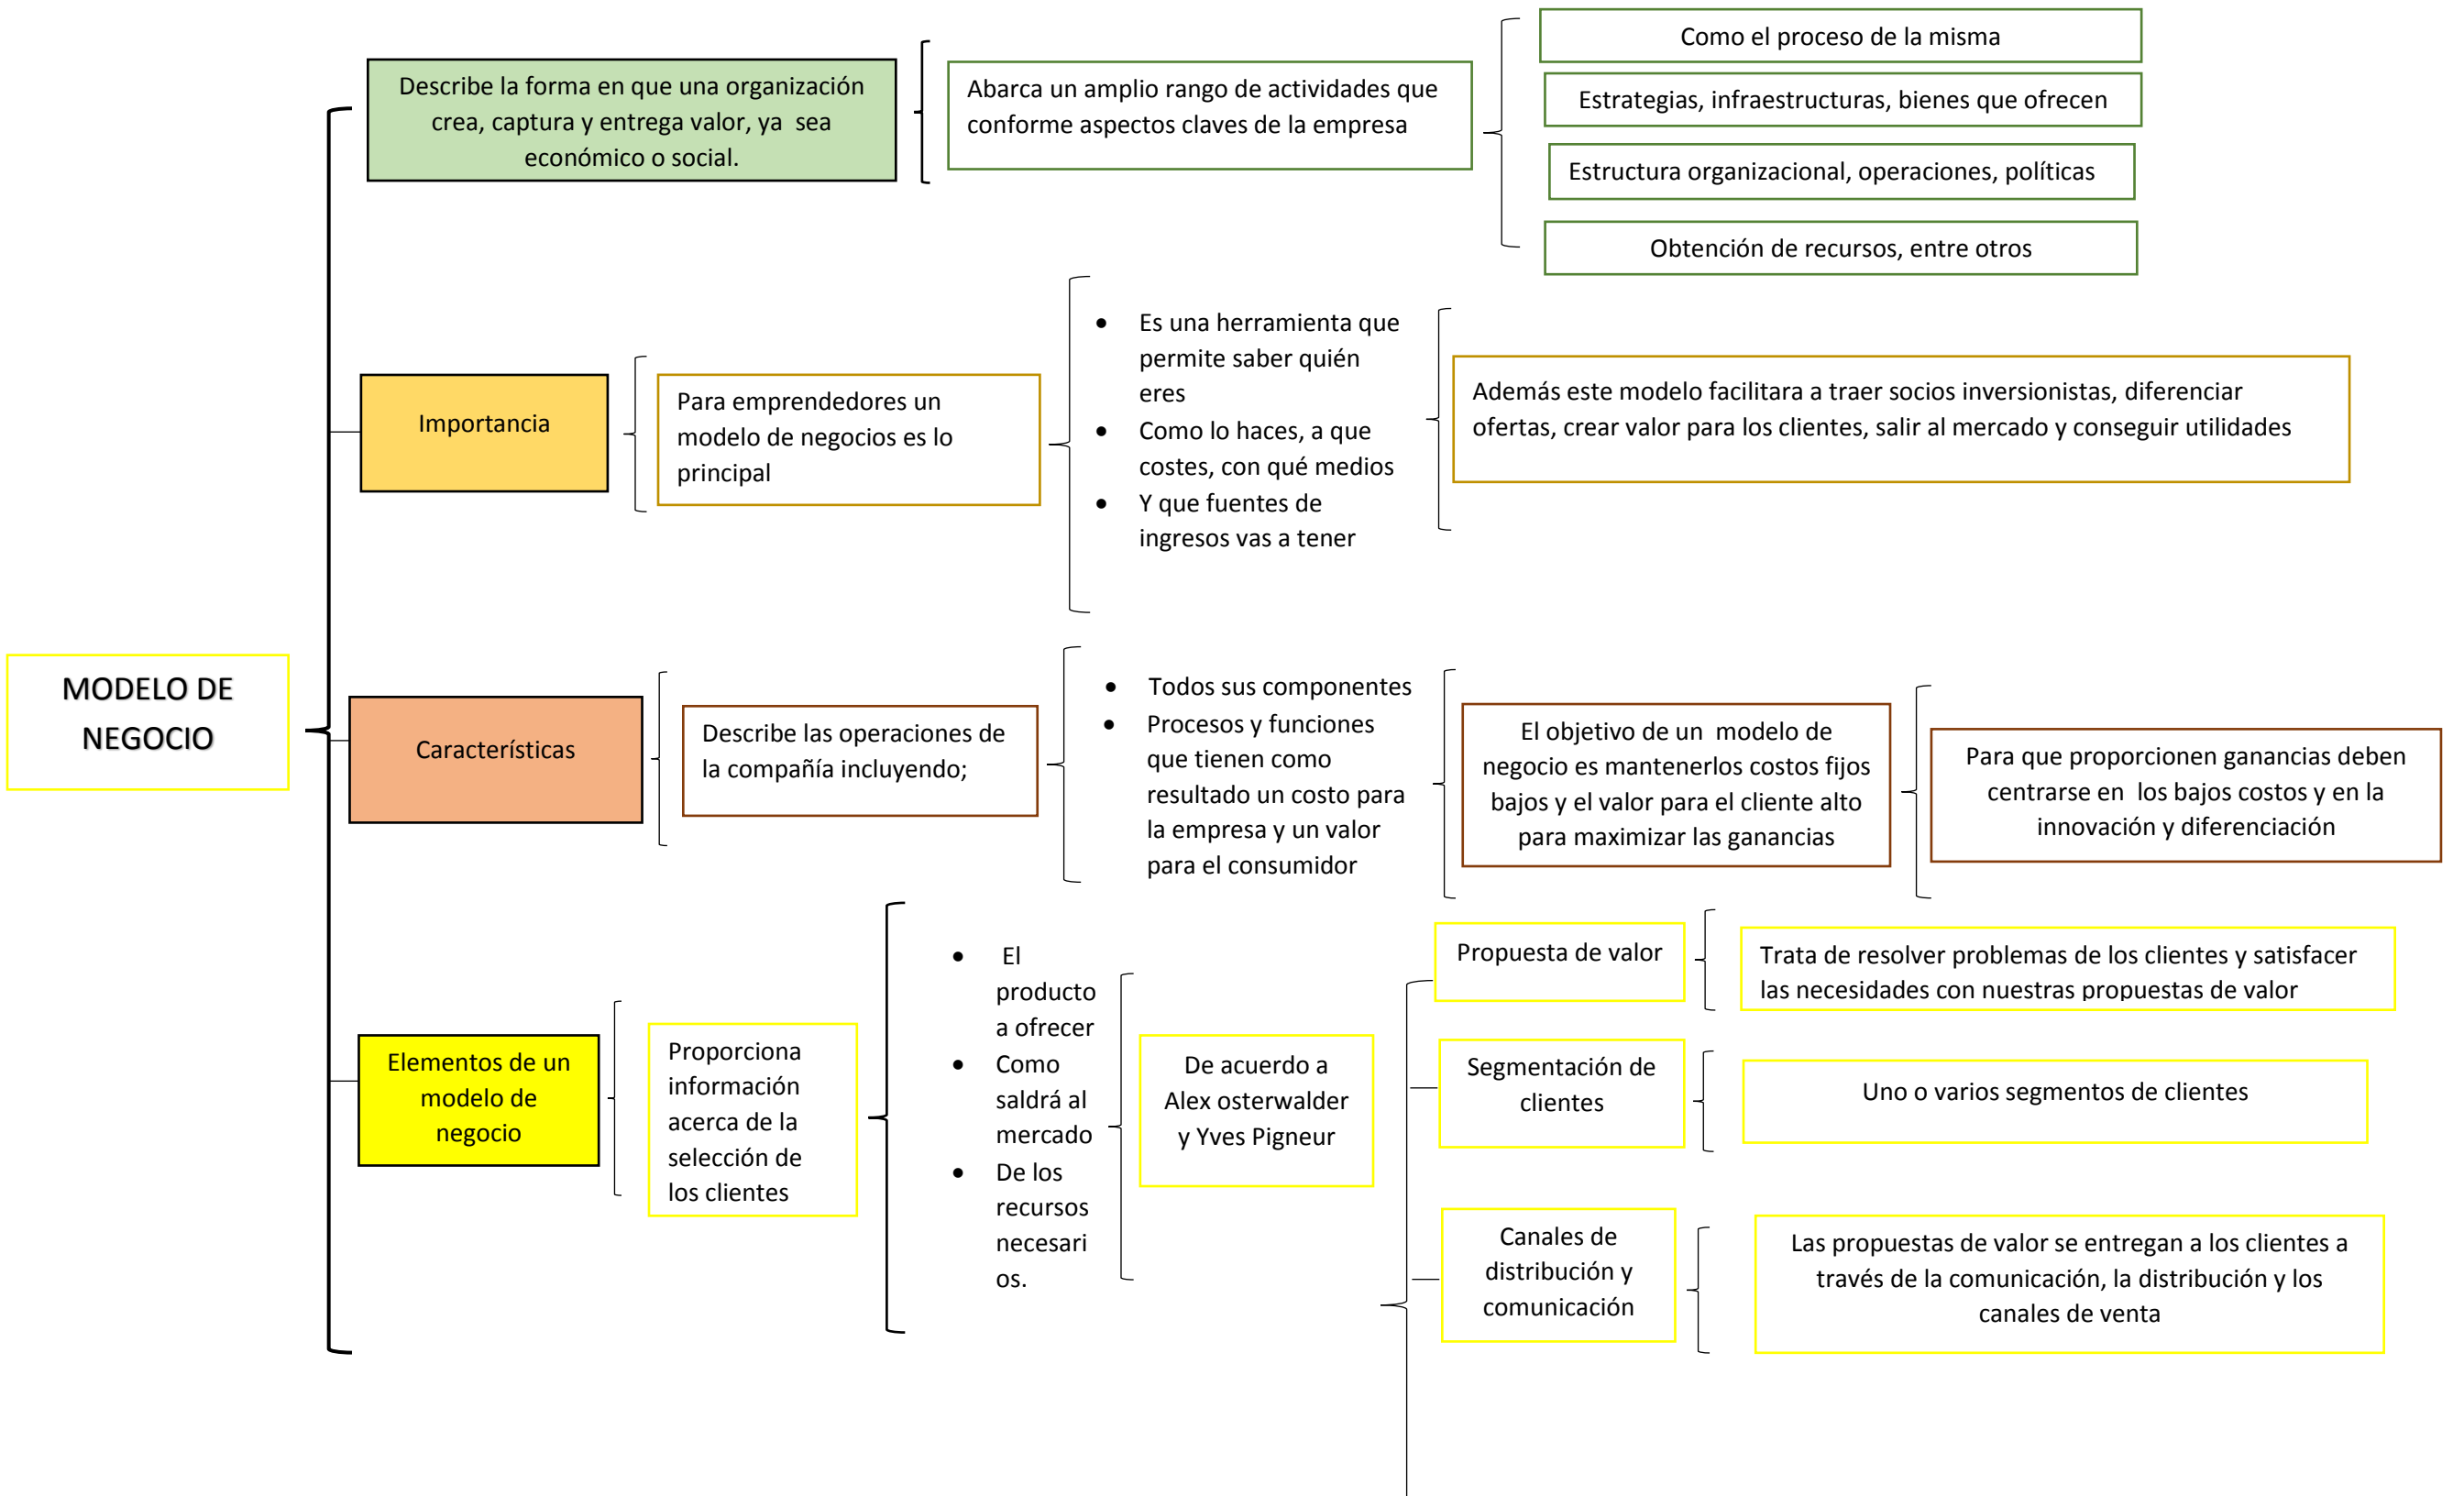 MODELO DE
NEGOCIO
Describe la forma en que una organización
crea, captura y entrega valor, ya  sea
económico o social.
Abarca un amplio rango de actividades que
conforme aspectos claves de la empresa
Como el proceso de la misma
Estrategias, infraestructuras, bienes que ofrecen
Estructura organizacional, operaciones, políticas
Obtención de recursos, entre otros
Importancia
Para emprendedores un
modelo de negocios es lo
principal
• Es una herramienta que
permite saber quién
eres
• Como lo haces, a que
costes, con qué medios
• Y que fuentes de
ingresos vas a tener
Además este modelo facilitara a traer socios inversionistas, diferenciar
ofertas, crear valor para los clientes, salir al mercado y conseguir utilidades
Características
Describe las operaciones de
la compañía incluyendo;
• Todos sus componentes
• Procesos y funciones
que tienen como
resultado un costo para
la empresa y un valor
para el consumidor
El objetivo de un  modelo de
negocio es mantenerlos costos fijos
bajos y el valor para el cliente alto
para maximizar las ganancias
Para que proporcionen ganancias deben
centrarse en  los bajos costos y en la
innovación y diferenciación
Elementos de un
modelo de
negocio
Proporciona
información
acerca de la
selección de
los clientes
• El
producto
a ofrecer
• Como
saldrá al
mercado
• De los
recursos
necesari
os.
De acuerdo a
Alex osterwalder
y Yves Pigneur
Propuesta de valor
Trata de resolver problemas de los clientes y satisfacer
las necesidades con nuestras propuestas de valor
Segmentación de
clientes
Uno o varios segmentos de clientes
Canales de
distribución y
comunicación
Las propuestas de valor se entregan a los clientes a
través de la comunicación, la distribución y los
canales de venta